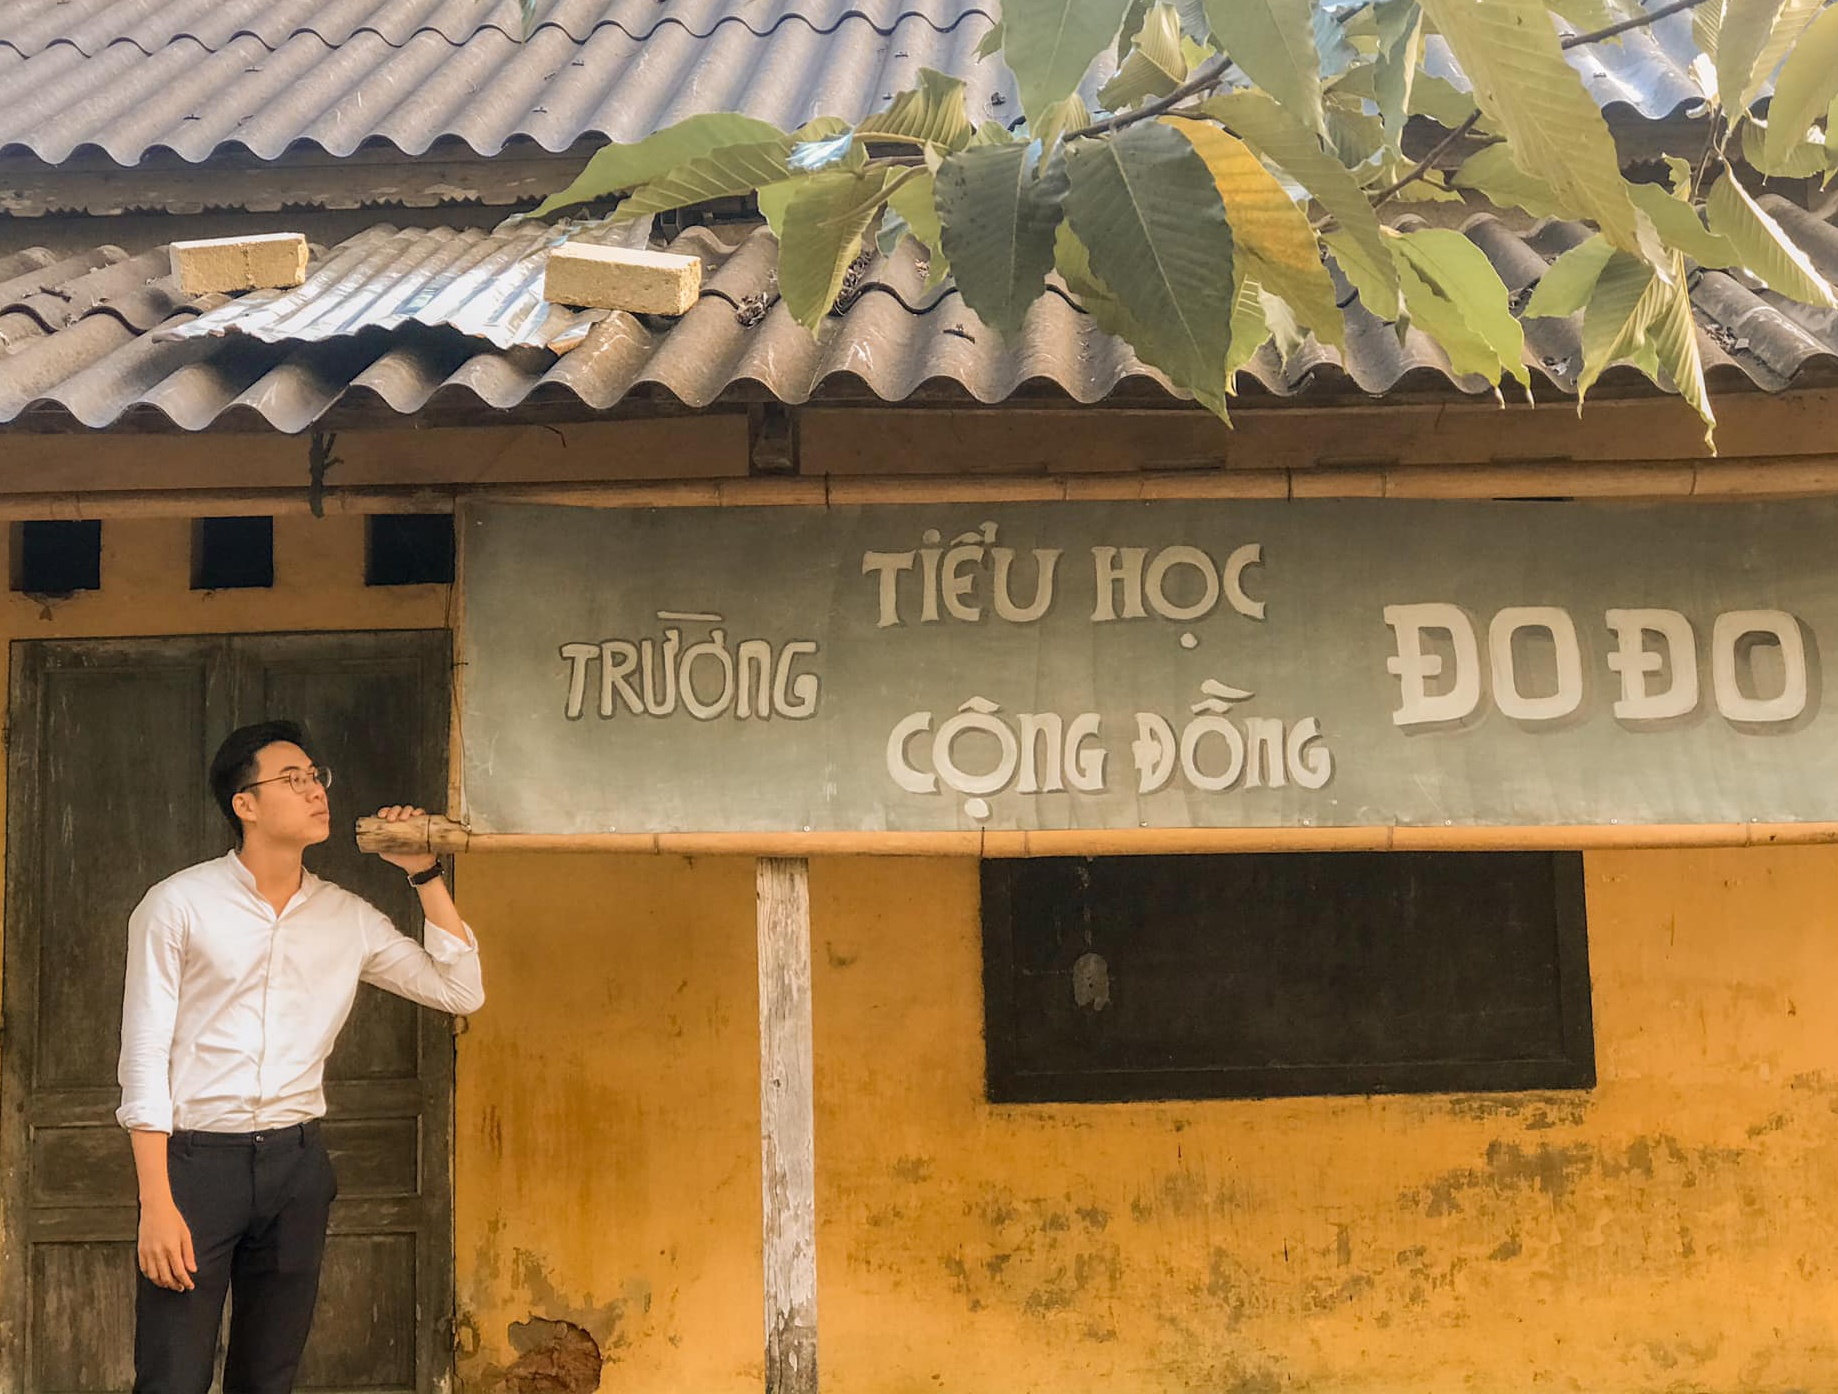 TRƯỜNG
TIỂU HỌC
CỘNG ĐỒNG
ĐO ĐO